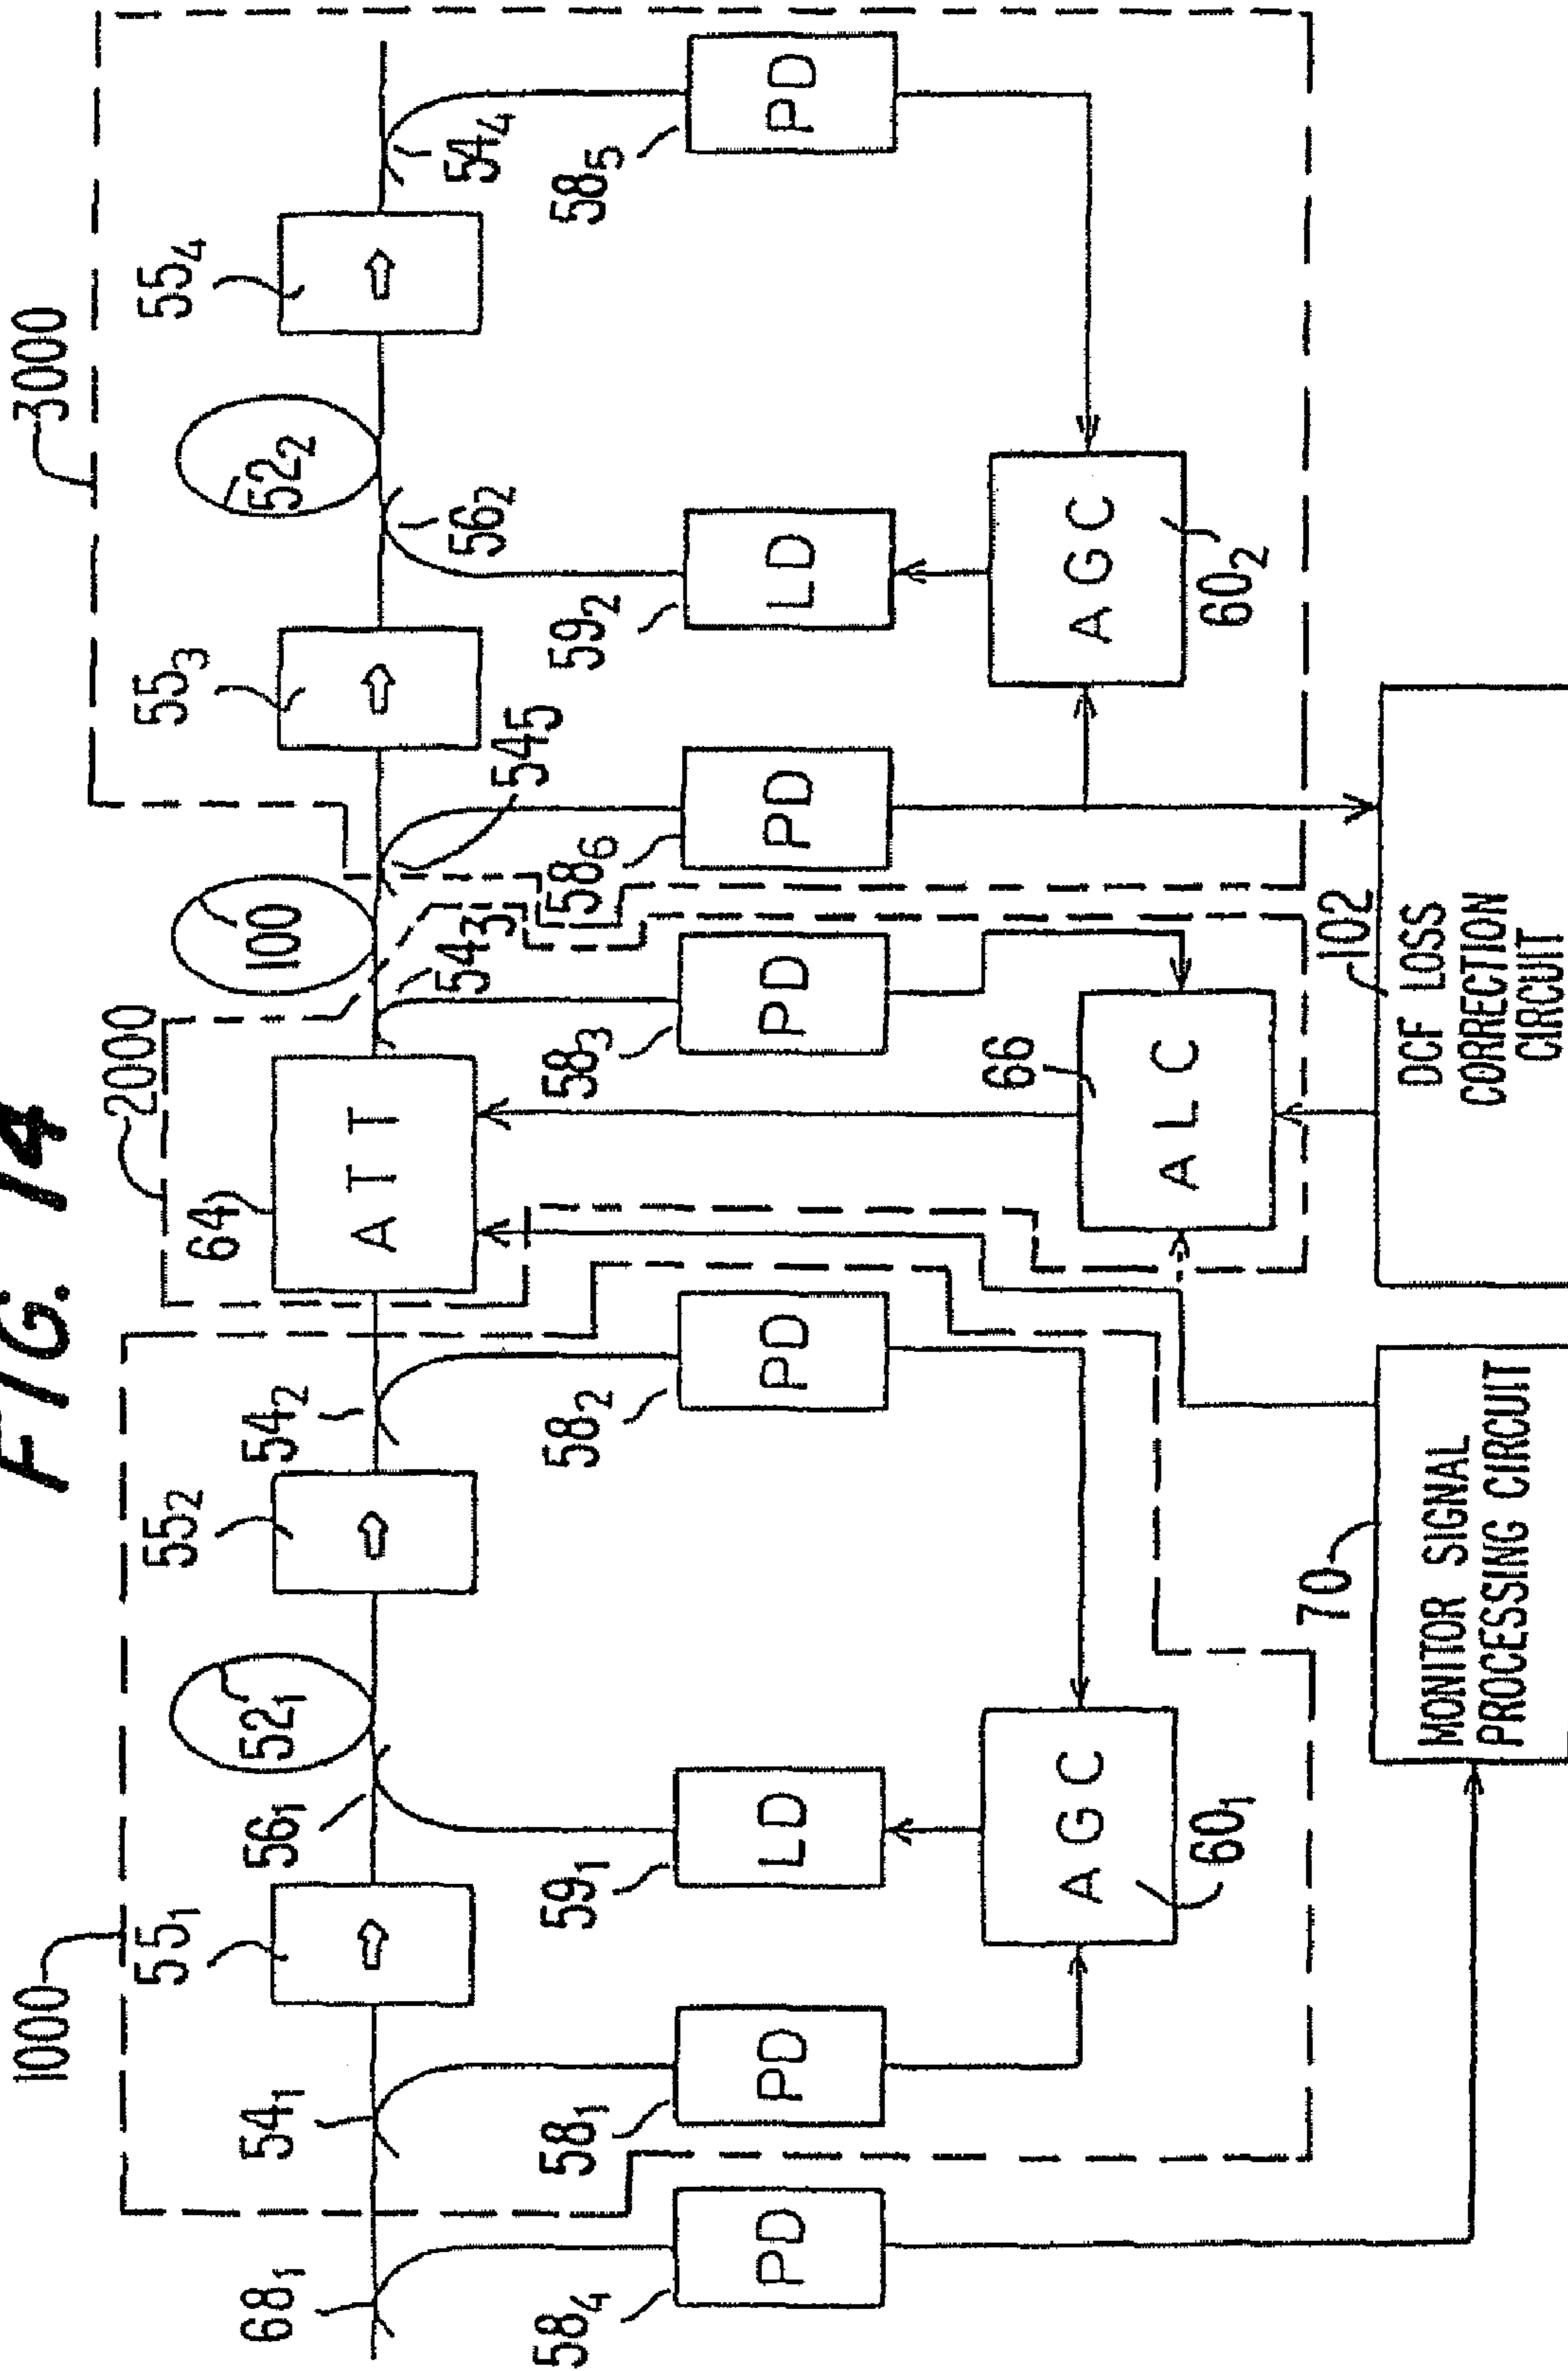 FIG. 14
1000
2000
3000
68₁
54₁
55₁
56₁
52₁
55₂
54₂
64
ATT
54₃
100
54₅
55₃
56₂
52₂
55₄
54₄
58₄
PD
58₁
PD
59₁
LD
58₂
PD
58₃
PD
58₆
PD
59₂
LD
58₅
PD
60₁
AGC
66
ALC
60₂
AGC
70
MONITOR SIGNAL
PROCESSING CIRCUIT
102
DCF LOSS
CORRECTION
CIRCUIT